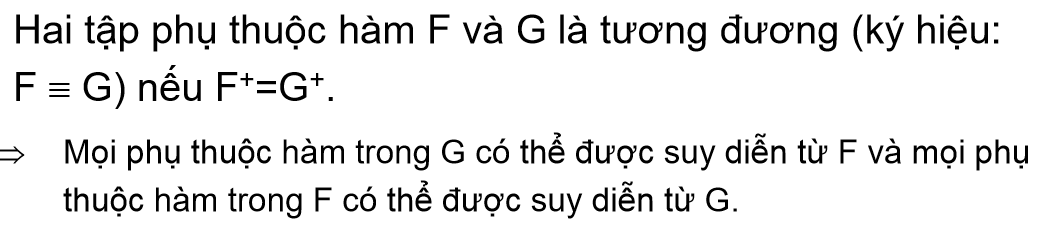 Hai tập phụ thuộc hàm F và G là tương đương (ký hiệu:
F ≡ G) nếu F⁺=G⁺.
⇒ Mọi phụ thuộc hàm trong G có thể được suy diễn từ F và mọi phụ
thuộc hàm trong F có thể được suy diễn từ G.